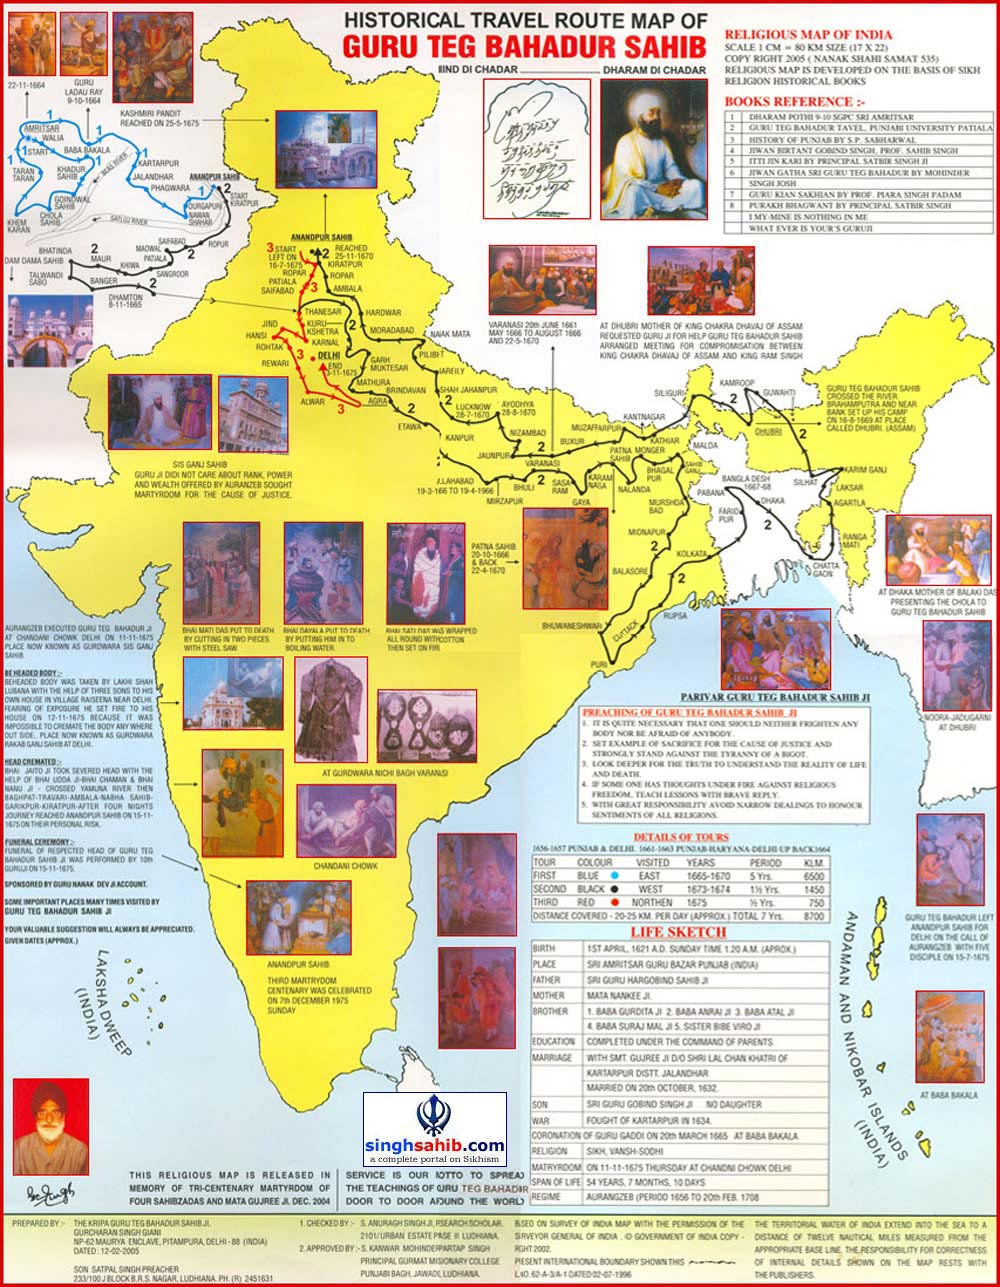 HISTORICAL TRAVEL ROUTE MAP OF
GURU TEG BAHADUR SAHIB
HIND DI CHADAR ........................ DHARAM DI CHADAR
RELIGIOUS MAP OF INDIA
SCALE 1 CM = 80 KM SIZE (17 X 22)
COPY RIGHT 2005 ( NANAK SHAHI SAMAT 535)
RELIGIOUS MAP IS DEVELOPED ON THE BASIS OF SIKH
RELIGION HISTORICAL BOOKS
BOOKS REFERENCE :-
1 DHARAM POTHI 9-10 SGPC SRI AMRITSAR
2 GURU TEG BAHADUR TAVEL, PUNJABI UNIVERSITY PATIALA
3 HISTORY OF PUNJAB BY S.P. SABHARWAL
4 JIWAN BIRTANT GOBIND SINGH, PROF. SAHIB SINGH
5 ITTI JIN KARI BY PRINCIPAL SATBIR SINGH JI
6 JIWAN GATHA SRI GURU TEG BAHADUR BY MOHINDER
SINGH JOSH
7 GURU KIAN SAKHIAN BY PROF. PIARA SINGH PADAM
8 PURAKH BHAGWANT BY PRINCIPAL SATBIR SINGH
I MY-MINE IS NOTHING IN ME
WHAT EVER IS YOUR'S GURUJI
22-11-1664
GURU
LADAU RAY
9-10-1664
KASHMIRI PANDIT
REACHED ON 25-5-1675
1
AMRITSAR
WALIA
START
BABA BAKALA
TARAN
TARAN
KHADUR
SAHIB
KARTARPUR
JALANDHAR
PHAGWARA
GOINDWAL
SAHIB
DURGAPURI
NAWAN
SHAHAR
KHEM
KARAN
CHOLA
SAHIB
SATLUJ RIVER
ANANDPUR SAHIB
START
KIRATPUR
ROPUR
SAIFABAD
MADWAL
PATIALA
BHATINDA
MAUR
KHIWA
SANGROOR
DAM DAMA SAHIB
TALWANDI
SABO
BANGER
DHAMTON
8-11-1665
ANANDPUR SAHIB
3 START
LEFT ON
16-7-1675
2 REACHED
25-11-1670
KIRATPUR
ROPAR
ROPAR
PATIALA
SAIFABAD
AMBALA
THANESAR
HARDWAR
JIND
HANSI
ROHTAK
KURU-
KSHETRA
KARNAL
MORADABAD
NANAK MATA
PILIBHT
REWARI
DELHI
END
GARH
MUKTESAR
MATHURA
BRINDAVAN
SHAH JAHANPUR
ALWAR
AGRA
ETAWA
LUCKNOW
28-7-1670
AYODHYA
28-8-1670
KANPUR
NIZAMBAD
JAUNPUR
VARANASI
BUXUR
MUZAFFARPUR
KANTNAGAR
SILIGURI
KATHIAR
PATNA
SAHIB
MONGER
MALDA
BHAGAL
PUR
SAHIB
GANJ
ALLAHABAD
19-3-166 TO 19-4-1966
MIRZAPUR
BHULI
SASA
RAM
KARAM
NASA
GAYA
NALANDA
MURSHDA
BAD
MIDNAPUR
BALASORE
KOLKATA
RUPSA
CUTTACK
BHUWANESHWAR
PURI
PABANA
BANGLA DESH
1667-68
DHAKA
FARID
PUR
CHATTA
GAON
RANGA
MATI
AGARTLA
LAKSAR
KARIM GANJ
SILHAT
DHUBRI
KAMROOP
GUWAHTI
VARANASI 20th JUNE 1661
MAY 1666 TO AUGUST 1666
AND 22-5-1670
AT DHUBRI MOTHER OF KING CHAKRA DHAVAJ OF ASSAM
REQUESTED GURU JI FOR HELP GURU TEG BAHADUR SAHIB
ARRANGED MEETING FOR COMPROMISATION BETWEEN
KING CHAKRA DHAVAJ OF ASSAM AND KING RAM SINGH
GURU TEG BAHADUR SAHIB
CROSSED THE RIVER
BRAHAMPUTRA AND NEAR
BANK SET UP HIS CAMP
ON 16-8-1669 AT PLACE
CALLED DHUBRI. (ASSAM)
SIS GANJ SAHIB
GURU JI DIDI NOT CARE ABOUT RANK, POWER
AND WEALTH OFFERED BY AURANZEB SOUGHT
MARTYRDOM FOR THE CAUSE OF JUSTICE.
PATNA SAHIB
20-10-1666
& BACK
22-4-1670
AT DHAKA MOTHER OF BALAKI DAS
PRESENTING THE CHOLA TO
GURU TEG BAHADUR SAHIB
BHAI MATI DAS PUT TO DEATH
BY CUTTING IN TWO PIECES
WITH STEEL SAW.
BHAI DAYALA PUT TO DEATH
BY PUTTING HIM IN TO
BOILING WATER.
BHAI SATI DAS WAS WRAPPED
ALL ROUND WITH COTTON
THEN SET ON FIR.
AURANGZEB EXECUTED GURU TEG BAHADUR JI
AT CHANDANI CHOWK DELHI ON 11-11-1675
PLACE NOW KNOWN AS GURDWARA SIS GANJ
SAHIB.
BE HEADED BODY :-
BEHEADED BODY WAS TAKEN BY LAKHI SHAH
LUBANA WITH THE HELP OF THREE SONS TO HIS
OWN HOUSE IN VILLAGE RAISEENA NEAR DELHI.
FEARING OF EXPOSURE HE SET FIRE TO HIS
HOUSE ON 12-11-1675 BECAUSE IT WAS
IMPOSSIBLE TO CREMATE THE BODY ANY WHERE
OUT SIDE.. PLACE NOW KNOWN AS GURDWARA
RAKAB GANJ SAHIB AT DELHI.
HEAD CREMATED :-
BHAI JAITO JI TOOK SEVERED HEAD WITH THE
HELP OF BHAI UDDA JI-BHAI CHAMAN & BHAI
NANU JI - CROSSED YAMUNA RIVER THEN
BAGHPAT-TRAVARI-AMBALA-NABHA SAHIB-
GARIKPUR-KIRATPUR-AFTER FOUR NIGHTS
JOURNEY REACHED ANANDPUR SAHIB ON 15-11-
1675 ON THEIR PERSONAL RISK.
FUNERAL CEREMONY :-
FUNERAL OF RESPECTED HEAD OF GURU TEG
BAHADUR SAHIB JI WAS PERFORMED BY 10th
GURUJI ON 15-11-1675.
SPONSORED BY GURU NANAK DEV JI ACCOUNT.
SOME IMPORTANT PLACES MANY TIMES VISITED BY
GURU TEG BAHADUR SAHIB JI
YOUR VALUABLE SUGGESTION WILL ALWAYS BE APPRECIATED.
GIVEN DATES (APPROX.)
AT GURDWARA NICHI BAGH VARANSI
CHANDANI CHOWK
ANANDPUR SAHIB
THIRD MARTRYDOM
CENTENARY WAS CELEBRATED
ON 7th DECEMBER 1975
SUNDAY
PARIVAR GURU TEG BAHADUR SAHIB JI
PREACHING OF GURU TEG BAHADUR SAHIB JI
1. IT IS QUITE NECESSARY THAT ONE SHOULD NEITHER FRIGHTEN ANY
BODY NOR BE AFRAID OF ANYBODY.
2. SET EXAMPLE OF SACRIFICE FOR THE CAUSE OF JUSTICE AND
STRONGLY STAND AGAINST THE TYRANNY OF A BIGOT.
3. LOOK DEEPER FOR THE TRUTH TO UNDERSTAND THE REALITY OF LIFE
AND DEATH.
4. IF SOME ONE HAS THOUGHTS UNDER FIRE AGAINST RELIGIOUS
FREEDOM, TEACH LESSONS WITH BRAVE REPLY.
5. WITH GREAT RESPONSIBILITY AVOID NARROW DEALINGS TO HONOUR
SENTIMENTS OF ALL RELIGIONS.
NOORA-JADUGARNI
AT DHUBRI
DETAILS OF TOURS
1656-1657 PUNJAB & DELHI. 1661-1663 PUNJAB-HARYANA-DELHI UP BACK1664
TOUR COLOUR VISITED YEARS PERIOD KLM.
FIRST BLUE EAST 1665-1670 5 Yrs. 6500
SECOND BLACK WEST 1673-1674 1½ Yrs. 1450
THIRD RED NORTHEN 1675 ½ Yrs. 750
DISTANCE COVERED - 20-25 KM. PER DAY (APPROX.) TOTAL 7 Yrs. 8700
LIFE SKETCH
BIRTH 1ST APRIL, 1621 A.D. SUNDAY TIME 1.20 A.M. (APROX.)
PLACE SRI AMRITSAR GURU BAZAR PUNJAB (INDIA)
FATHER SRI GURU HARGOBIND SAHIB JI
MOTHER MATA NANKEE JI.
BROTHER 1. BABA GURDITA JI 2. BABA ANRAI JI 3. BABA ATAL JI
4. BABA SURAJ MAL JI 5. SISTER BIBE VIRO JI
EDUCATION COMPLETED UNDER THE COMMAND OF PARENTS
MARRIAGE WITH SMT. GUJREE JI D/O SHRI LAL CHAN KHATRI OF
KARTARPUR DISTT. JALANDHAR
MARRIED ON 20th OCTOBER, 1632.
SON SRI GURU GOBIND SINGH JI NO DAUGHTER
WAR FOUGHT OF KARTARPUR IN 1634.
CORONATION OF GURU GADDI ON 20th MARCH 1665 AT BABA BAKALA
RELIGION SIKH, VANSH-SODHI
MATRYRDOM ON 11-11-1675 THURSDAY AT CHANDNI CHOWK DELHI
SPAN OF LIFE 54 YEARS, 7 MONTHS, 10 DAYS
REGIME AURANGZEB (PERIOD 1656 TO 20th FEB. 1708
GURU TEG BAHADUR LEFT
ANANDPUR SAHIB FOR
DELHI ON THE CALL OF
AURANGZEB WITH FIVE
DISCIPLE ON 15-7-1675
AT BABA BAKALA
LAKSHA DWEEP
(INDIA)
ANDAMAN AND NIKOBAR ISLANDS
(INDIA)
singhsahib.com
a complete portal on Sikhism
THIS RELIGIOUS MAP IS RELEASED IN
MEMORY OF TRI-CENTENARY MARTYRDOM OF
FOUR SAHIBZADAS AND MATA GUJREE JI. DEC. 2004
SERVICE IS OUR MOTTO TO SPREAD
THE TEACHINGS OF GURU TEG BAHADUR
DOOR TO DOOR AROUND THE WORLD
PREPARED BY :- THE KRIPA GURU TEG BAHADUR SAHIB JI.
GURCHARAN SINGH GIANI
NP-62 MAURYA ENCLAVE, PITAMPURA, DELHI - 88 (INDIA)
DATED : 12-02-2005
SON SATPAL SINGH PREACHER
233/100 J BLOCK B.R.S. NAGAR, LUDHIANA. PH. (R) 2451631
1. CHECKED BY :- S. ANURAG SINGH JI, RSEARCH SCHOLAR.
2101/URBAN ESTATE PASE II LUDHIANA.
2. APPROVED BY :- S. KANWAR MOHINDERPARTAP SINGH
PRINCIPAL GURMAT MISIONARY COLLEGE
PUNJABI BAGH, JAWADI, LUDHIANA.
BASED ON SURVEY OF INDIA MAP WITH THE PERMISSION OF THE
SURVEYOR GENERAL OF INDIA. © GOVERNMENT OF INDIA COPY -
RIGHT 2002.
PRESENT INTERNATIONAL BOUNDARY SHOWN THUS
L.NO. 62-A-3/A-1 DATED 02-07-1996
THE TERRITORIAL WATER OF INDIA EXTEND INTO THE SEA TO A
DISTANCE OF TWELVE NAUTICAL MILES MEASURED FROM THE
APPROPRIATE BASE LINE. THE RESPONSIBILITY FOR CORRECTNESS
OF INTERNAL DETAILS SHOWN ON THE MAP RESTS WITH
THE PUBLISHERS.